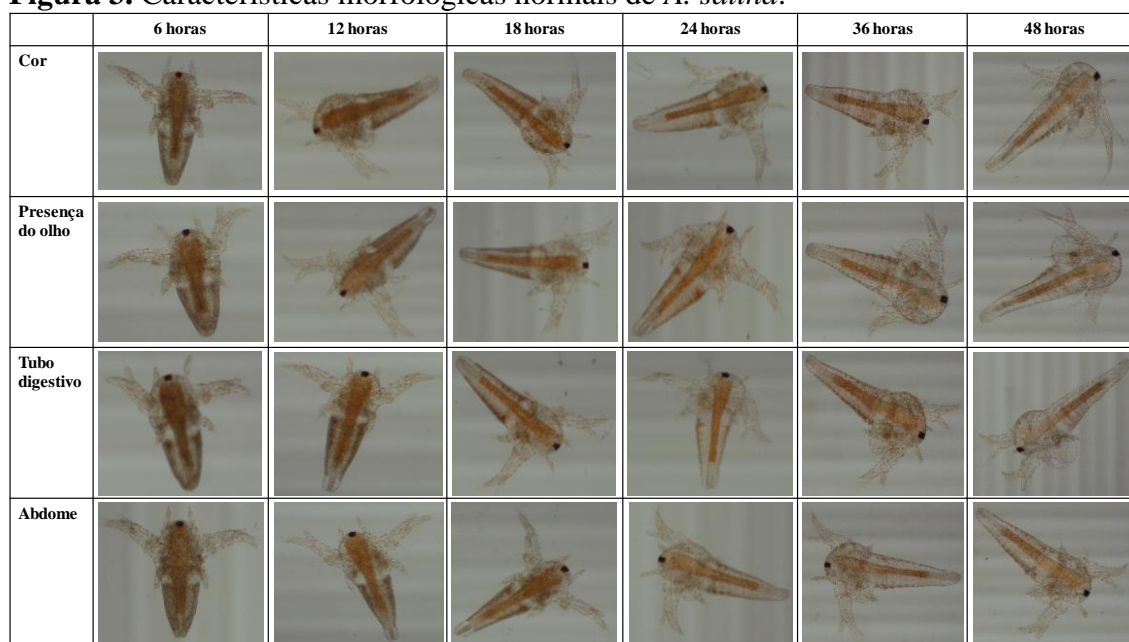 Figura 3. Características morfológicas normais de A. salina.
6 horas 12 horas 18 horas 24 horas 36 horas 48 horas
Cor
Presença
do olho
Tubo
digestivo
Abdome